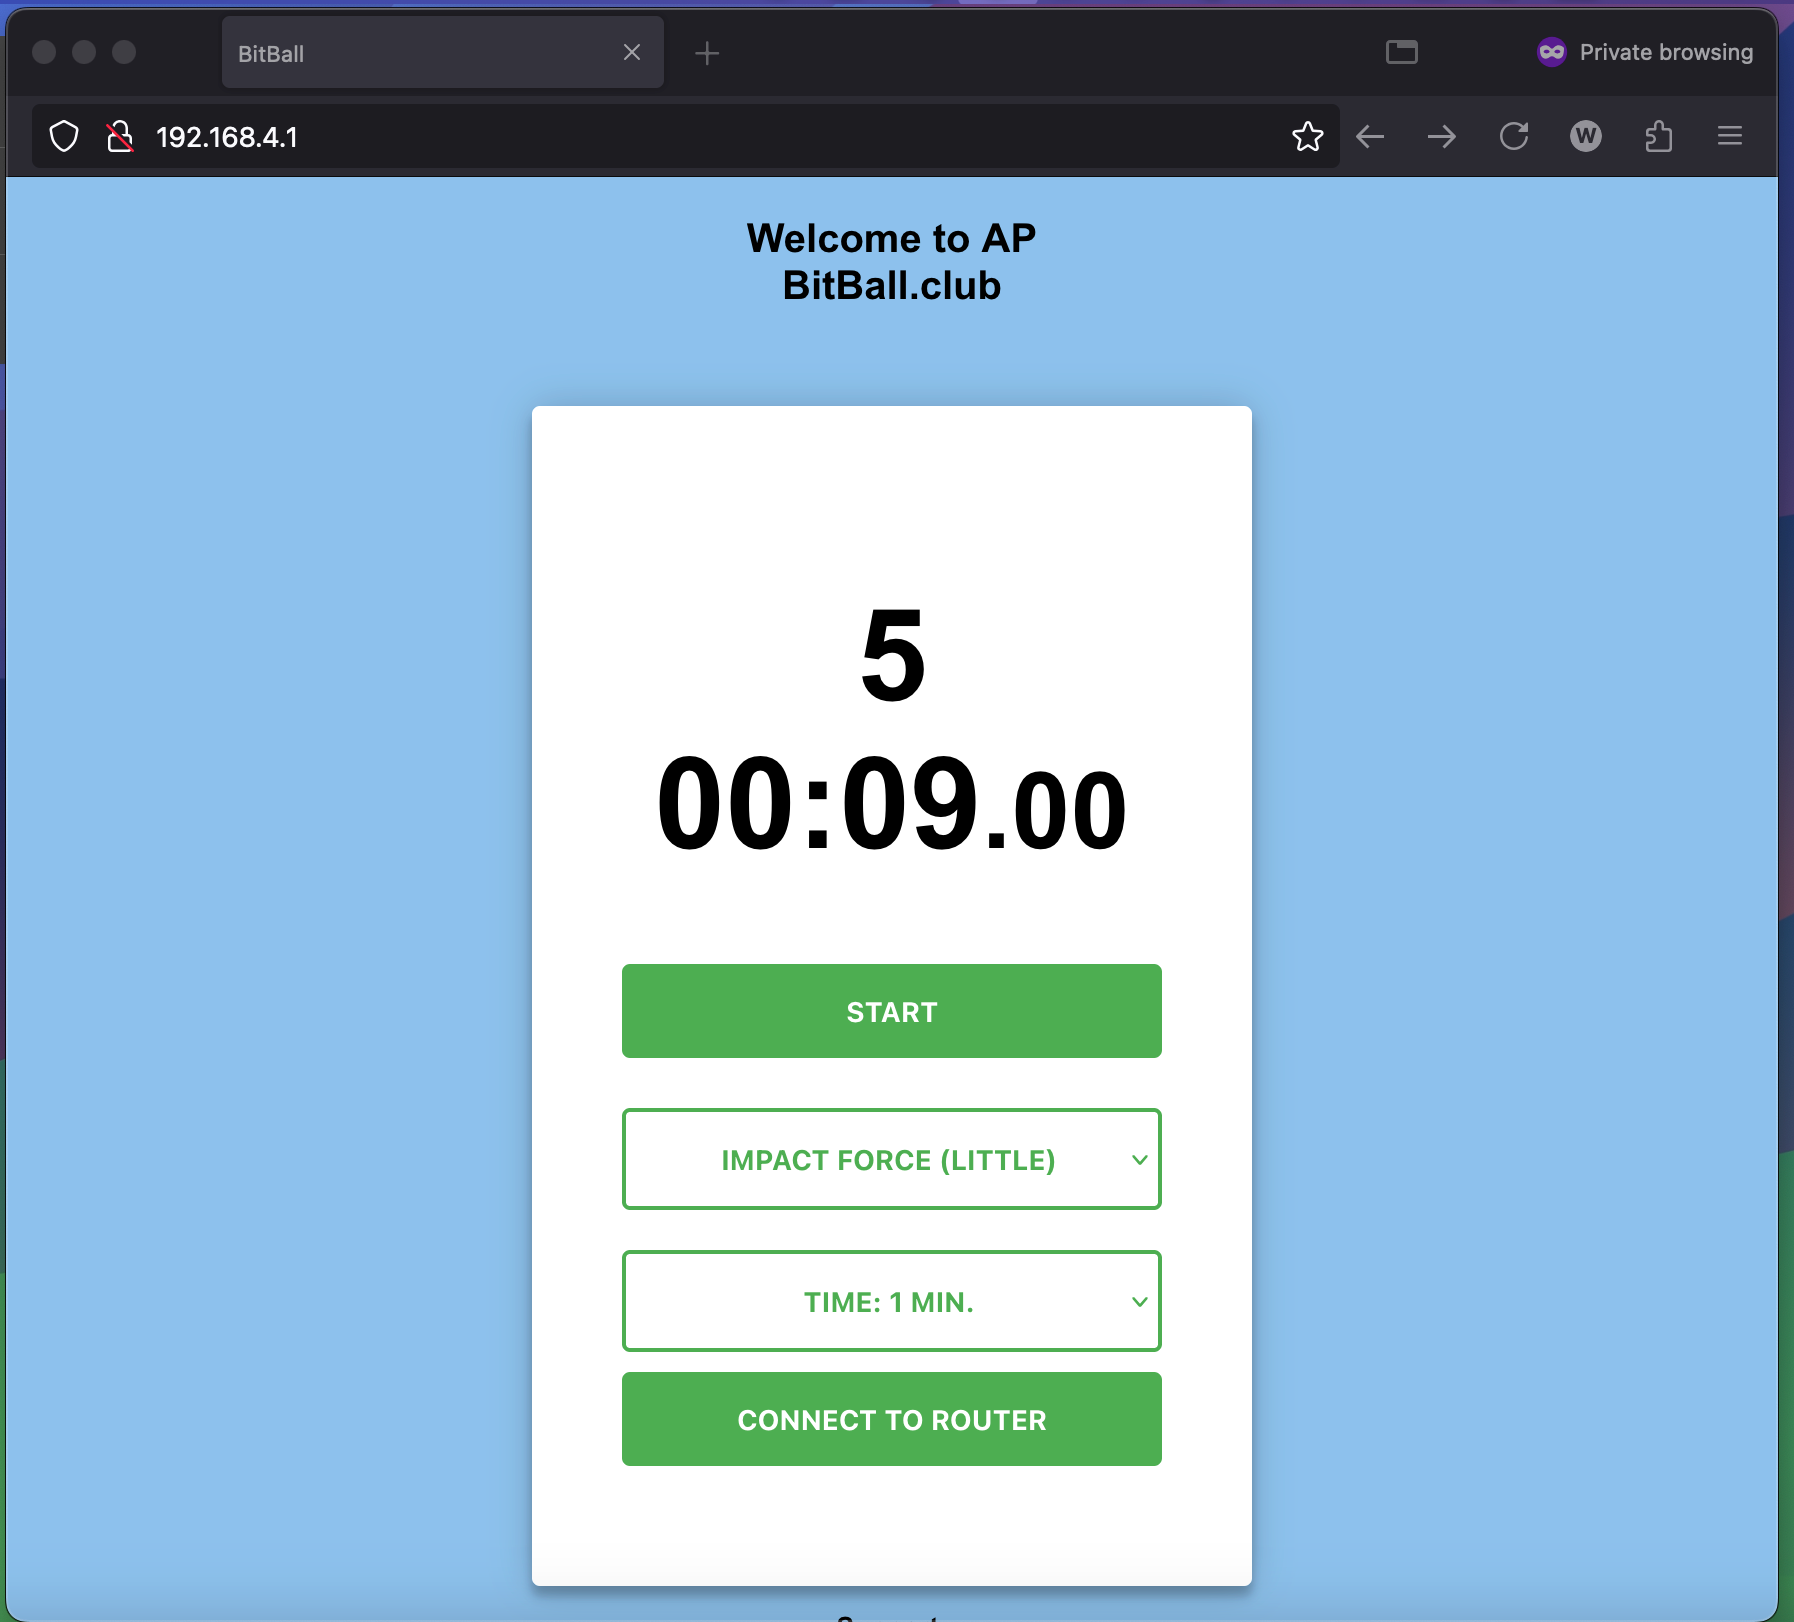 BitBall
Private browsing
192.168.4.1
W
Welcome to AP
BitBall.club
5
00:09.00
START
IMPACT FORCE (LITTLE)
TIME: 1 MIN.
CONNECT TO ROUTER